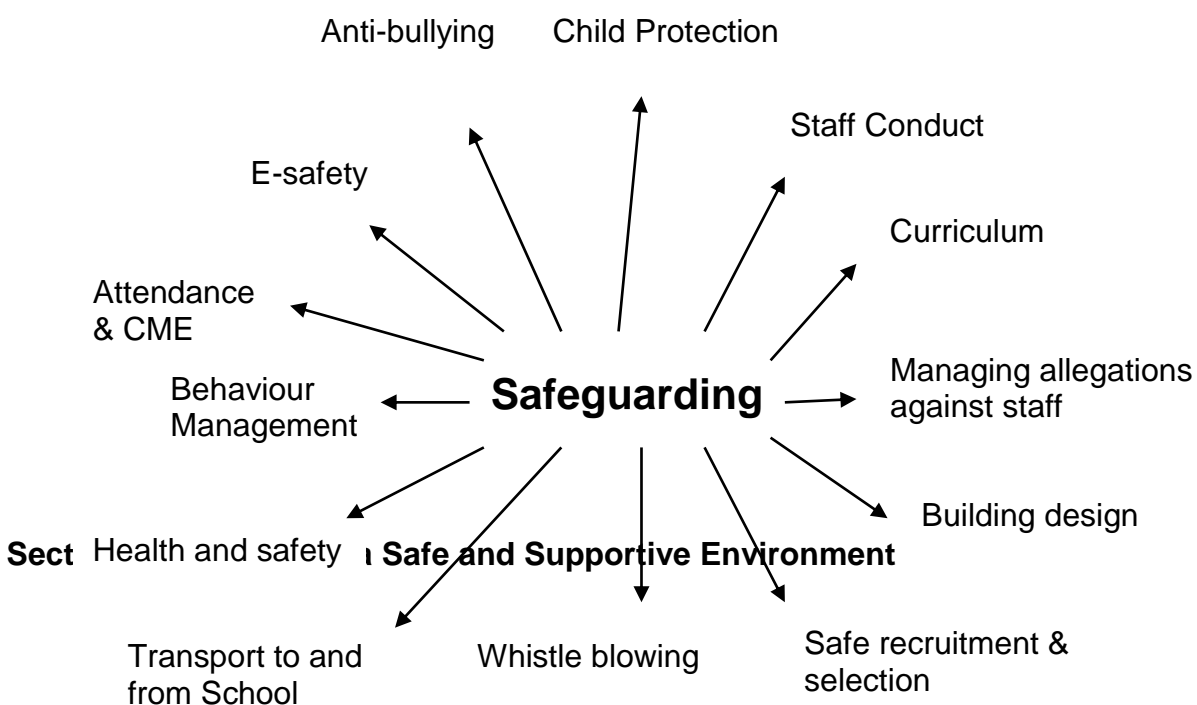 Anti-bullying Child Protection
Staff Conduct
E-safety
Curriculum
Attendance
& CME
Managing allegations
against staff
Behaviour
Management
Safeguarding
Building design
Sect
Health and safety
a Safe and Supportive Environment
Safe recruitment &
selection
Transport to and
from School
Whistle blowing